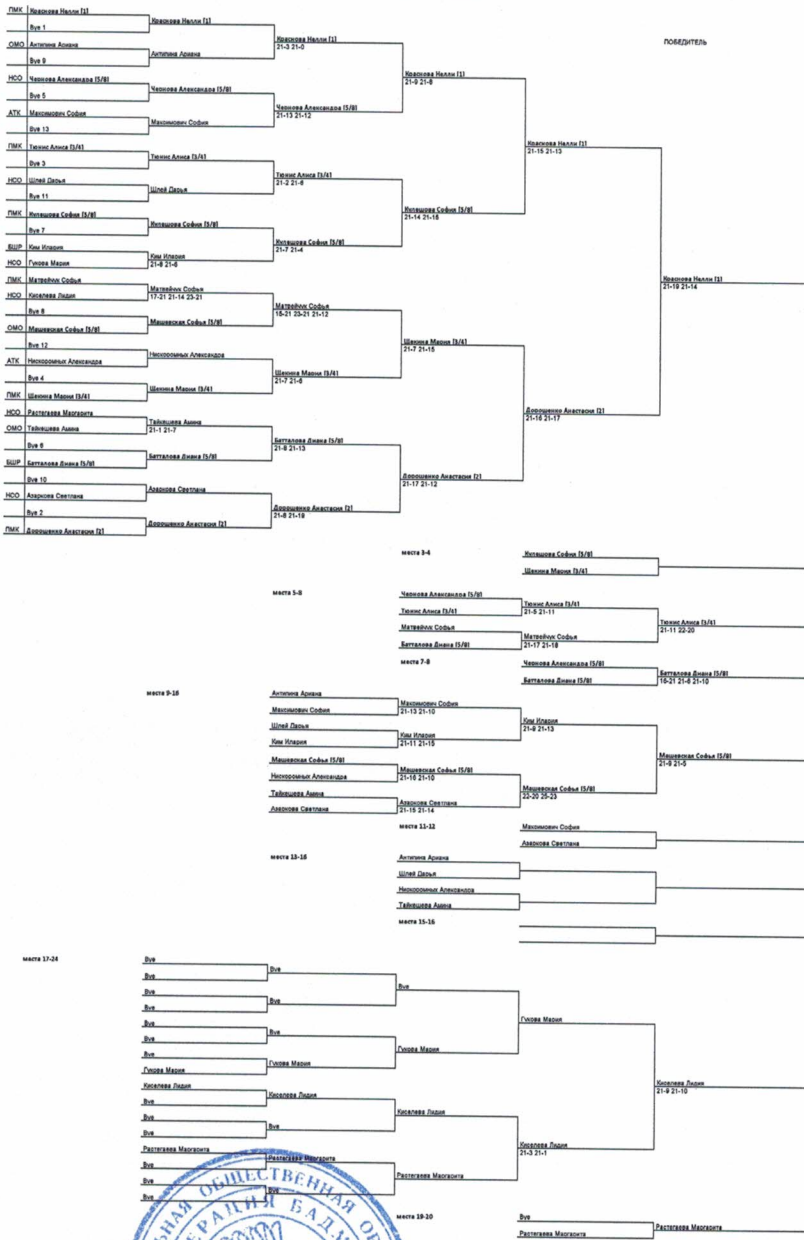 ПМК Краскова Нелли [1]
Bye 1
ОМО Антипина Ариана
Bye 9
НСО Чернова Александра [5/8]
Bye 5
АТК Максимович София
Bye 13
ПМК Тюнис Алиса [3/4]
Bye 3
НСО Шлей Дарья
Bye 11
ПМК Кулашова София [5/8]
Bye 7
БШР Ким Илария
НСО Гукова Мария
ПМК Матвейчук Софья
НСО Киселева Лидия
Bye 8
ОМО Машевская Софья [5/8]
Bye 12
АТК Нискоромных Александра
Bye 4
ПМК Щекина Мария [3/4]
НСО Растегаева Маргарита
ОМО Тайкешева Амина
Bye 6
БШР Батталова Диана [5/8]
Bye 10
НСО Азаркова Светлана
Bye 2
ПМК Дорошенко Анастасия [2]
Краскова Нелли [1]
Антипина Ариана
Чернова Александра [5/8]
Максимович София
Тюнис Алиса [3/4]
Шлей Дарья
Кулашова София [5/8]
Ким Илария
21-8 21-6
Матвейчук Софья
17-21 21-14 23-21
Машевская Софья [5/8]
Нискоромных Александра
Щекина Мария [3/4]
Тайкешева Амина
21-1 21-7
Батталова Диана [5/8]
Азаркова Светлана
Дорошенко Анастасия [2]
Краскова Нелли [1]
21-3 21-0
Чернова Александра [5/8]
21-13 21-12
Тюнис Алиса [3/4]
21-2 21-6
Кулашова София [5/8]
21-7 21-4
Матвейчук Софья
15-21 23-21 21-12
Щекина Мария [3/4]
21-7 21-6
Батталова Диана [5/8]
21-8 21-13
Дорошенко Анастасия [2]
21-8 21-19
Краскова Нелли [1]
21-9 21-8
Кулашова София [5/8]
21-14 21-15
Щекина Мария [3/4]
21-7 21-15
Дорошенко Анастасия [2]
21-17 21-12
Краскова Нелли [1]
21-15 21-13
Дорошенко Анастасия [2]
21-16 21-17
ПОБЕДИТЕЛЬ
Краскова Нелли [1]
21-19 21-14
места 3-4
Кулашова София [5/8]
Щекина Мария [3/4]
места 5-8
Чернова Александра [5/8]
Тюнис Алиса [3/4]
Матвейчук Софья
Батталова Диана [5/8]
Тюнис Алиса [3/4]
21-5 21-11
Матвейчук Софья
21-17 21-18
Тюнис Алиса [3/4]
21-11 22-20
места 7-8
Чернова Александра [5/8]
Батталова Диана [5/8]
Батталова Диана [5/8]
16-21 21-6 21-10
места 9-16
Антипина Ариана
Максимович София
Шлей Дарья
Ким Илария
Машевская Софья [5/8]
Нискоромных Александра
Тайкешева Амина
Азаркова Светлана
Максимович София
21-13 21-10
Ким Илария
21-11 21-15
Машевская Софья [5/8]
21-16 21-10
Азаркова Светлана
21-15 21-14
Ким Илария
21-9 21-13
Машевская Софья [5/8]
22-20 25-23
Машевская Софья [5/8]
21-9 21-5
места 11-12
Максимович София
Азаркова Светлана
места 13-16
Антипина Ариана
Шлей Дарья
Нискоромных Александра
Тайкешева Амина
места 15-16
места 17-24
Bye
Bye
Bye
Bye
Bye
Bye
Bye
Гукова Мария
Киселева Лидия
Bye
Bye
Bye
Растегаева Маргарита
Bye
Bye
Bye
Bye
Bye
Bye
Гукова Мария
Киселева Лидия
Bye
Растегаева Маргарита
Bye
Bye
Гукова Мария
Киселева Лидия
Растегаева Маргарита
Гукова Мария
Киселева Лидия
21-3 21-1
Киселева Лидия
21-9 21-10
места 19-20
Bye
Растегаева Маргарита
Растегаева Маргарита
ОБЩЕСТВЕННАЯ